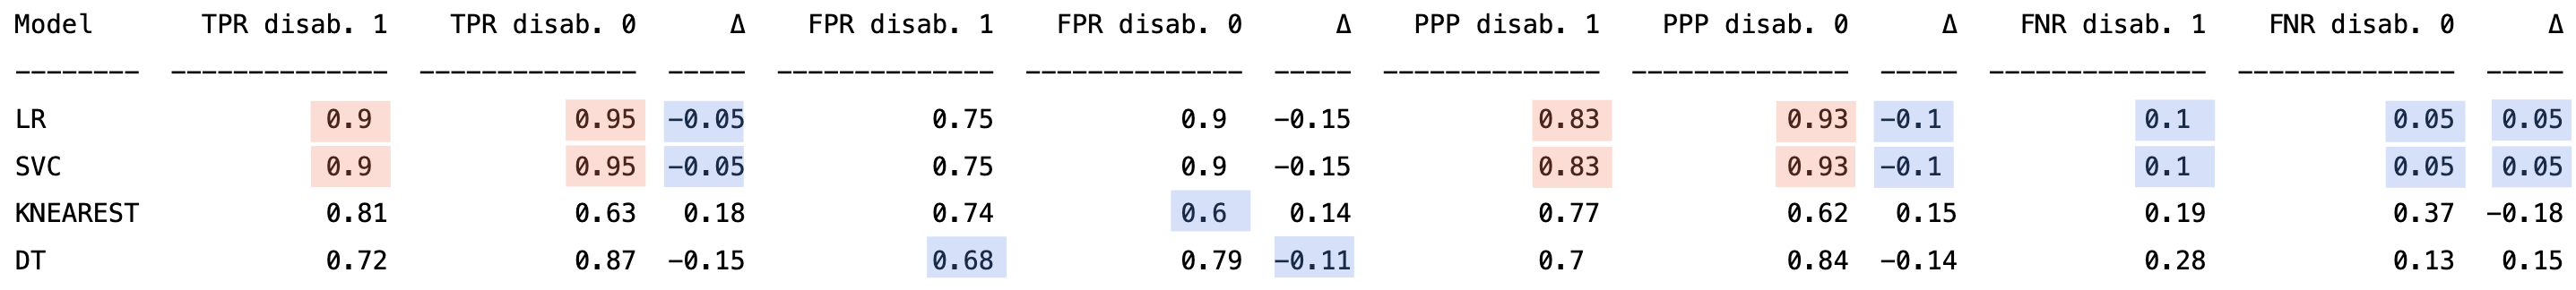 Model TPR disab. 1 TPR disab. 0 Δ FPR disab. 1 FPR disab. 0 Δ PPP disab. 1 PPP disab. 0 Δ FNR disab. 1 FNR disab. 0 Δ
-------- -------------- -------------- ----- -------------- -------------- ----- -------------- -------------- ----- -------------- -------------- -----
LR 0.9 0.95 -0.05 0.75 0.9 -0.15 0.83 0.93 -0.1 0.1 0.05 0.05
SVC 0.9 0.95 -0.05 0.75 0.9 -0.15 0.83 0.93 -0.1 0.1 0.05 0.05
KNEAREST 0.81 0.63 0.18 0.74 0.6 0.14 0.77 0.62 0.15 0.19 0.37 -0.18
DT 0.72 0.87 -0.15 0.68 0.79 -0.11 0.7 0.84 -0.14 0.28 0.13 0.15